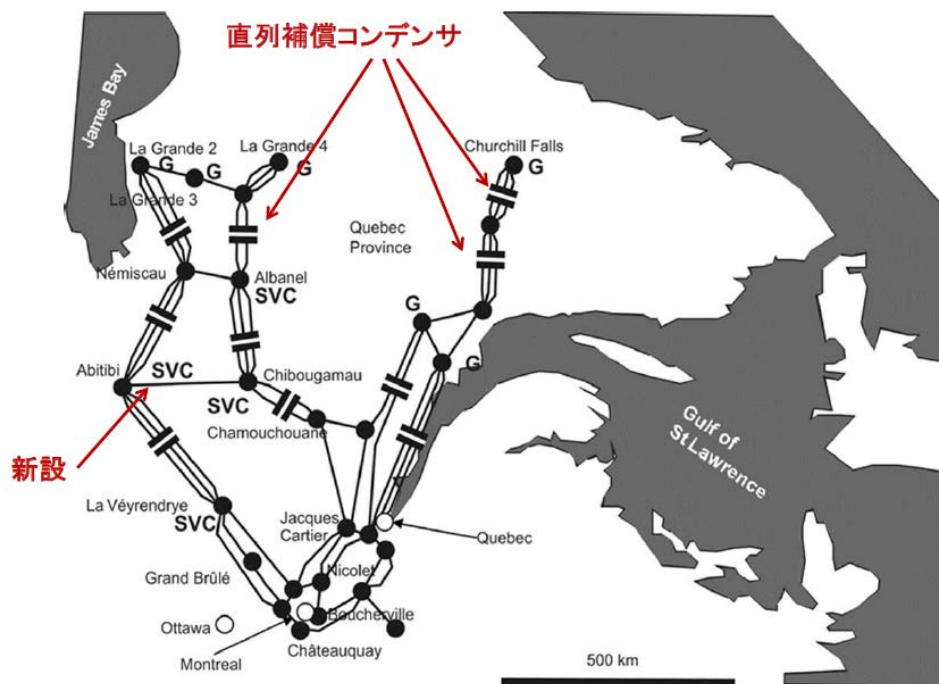 直列補償コンデンサ
James Bay
La Grande 2
La Grande 4
Churchill Falls
G
G
G
La Grande 3
Quebec
Province
Némiscau
Albanel
SVC
G
Abitibi
SVC
Chibougamau
G
SVC
Chamouchouane
Gulf of
St Lawrence
新設
La Véyrendrye
SVC
Jacques
Cartier
Quebec
Grand Brûlé
Nicolet
Ottawa
Boucherville
Montreal
Châteauquay
500 km